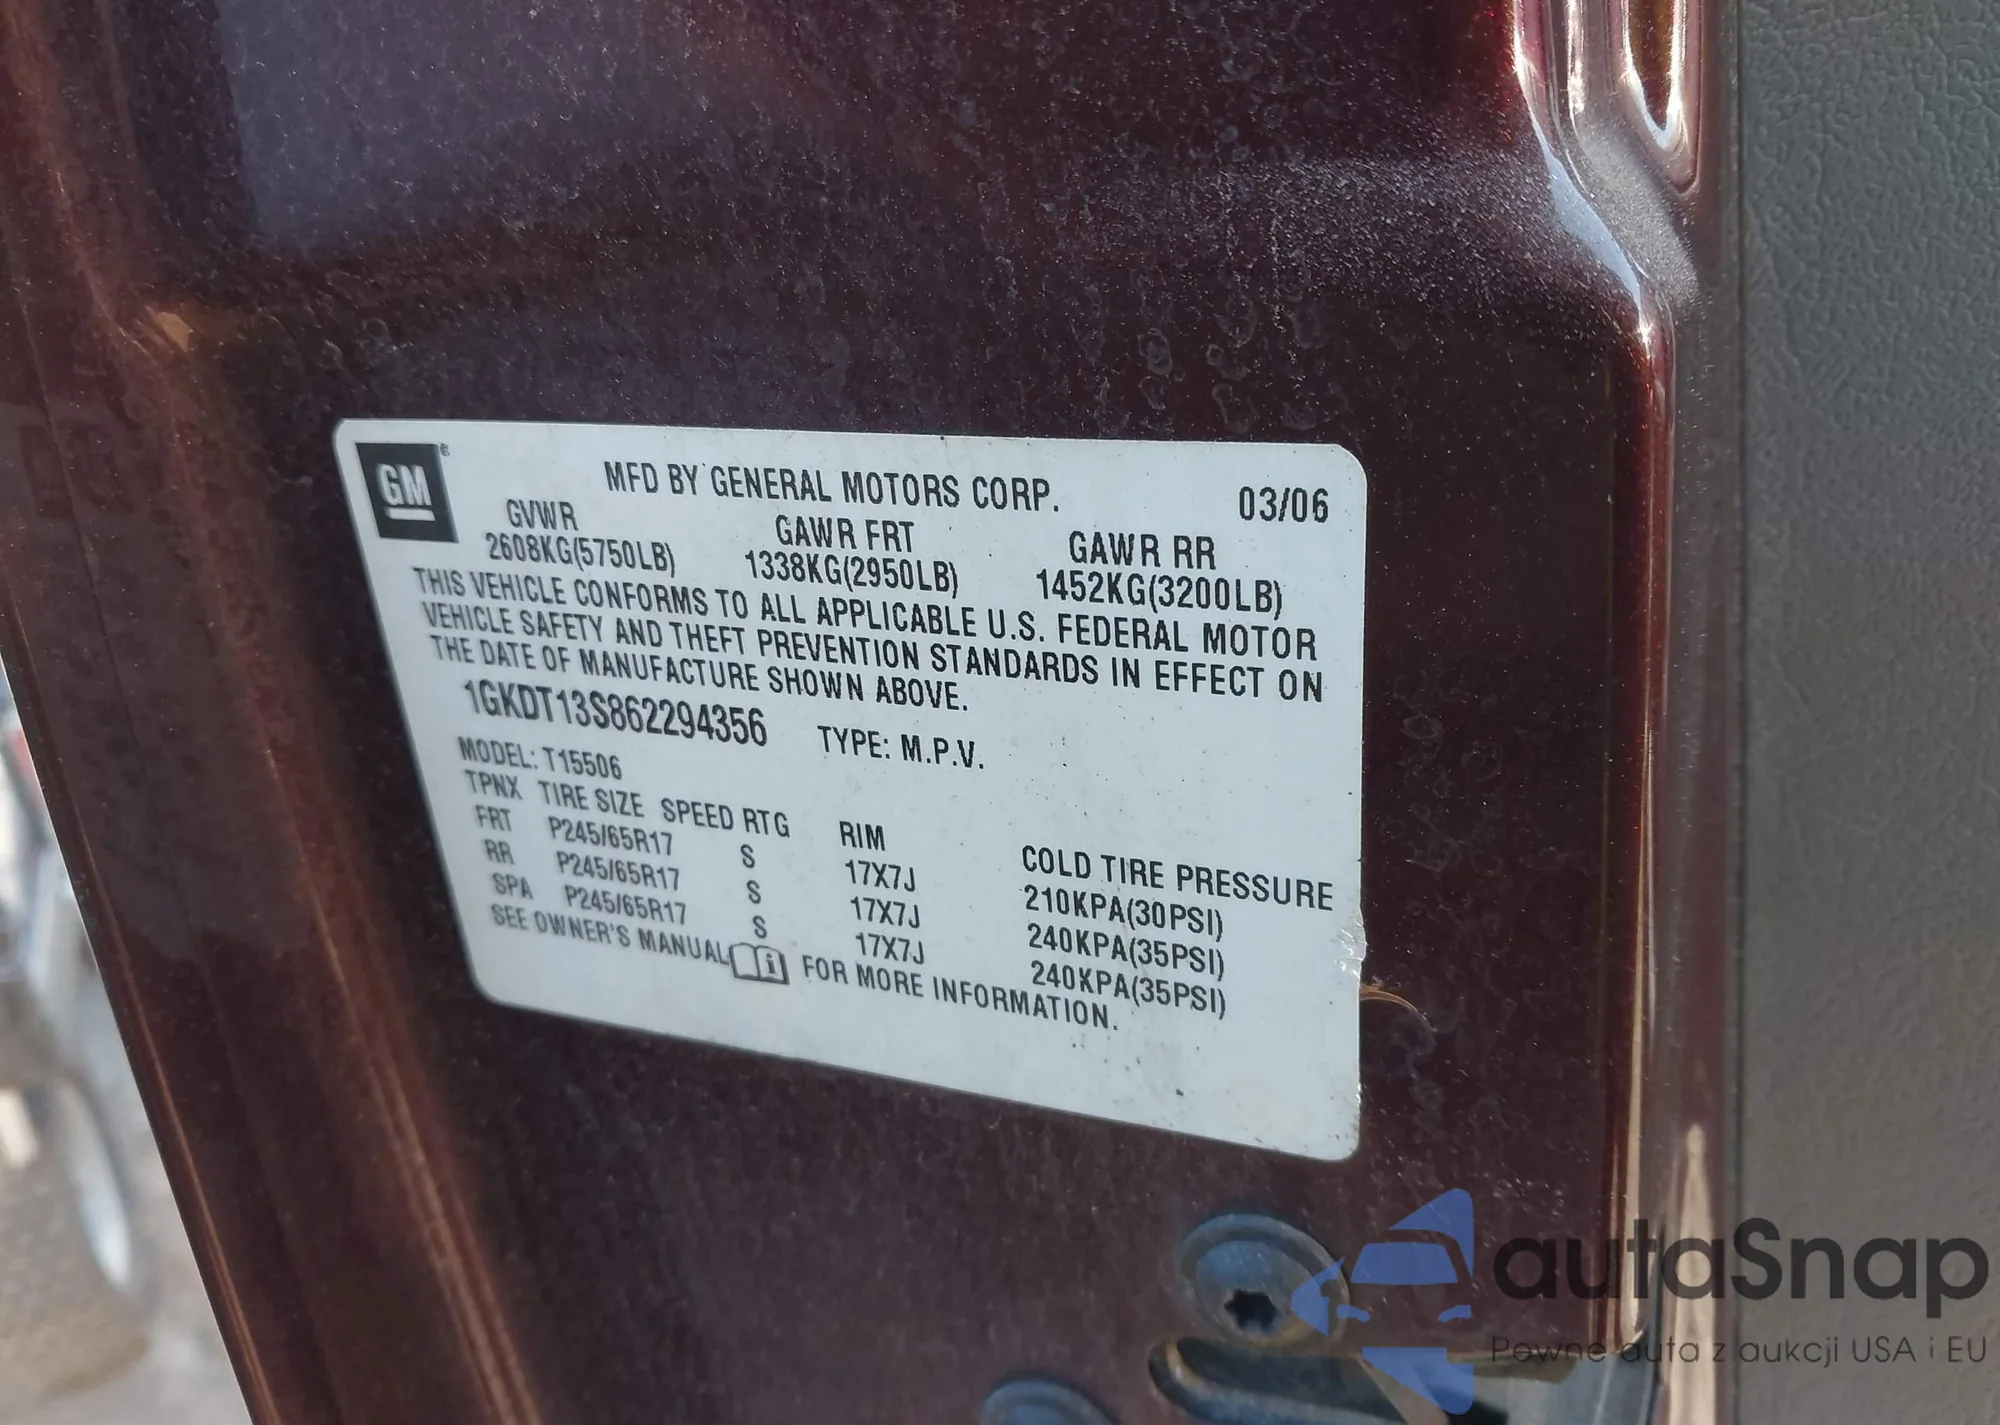 GM ®
MFD BY GENERAL MOTORS CORP. 03/06
GVWR GAWR FRT GAWR RR
2608KG(5750LB) 1338KG(2950LB) 1452KG(3200LB)
THIS VEHICLE CONFORMS TO ALL APPLICABLE U.S. FEDERAL MOTOR
VEHICLE SAFETY AND THEFT PREVENTION STANDARDS IN EFFECT ON
THE DATE OF MANUFACTURE SHOWN ABOVE.
1GKDT13S862294356 TYPE: M.P.V.
MODEL: T15506
TPNX TIRE SIZE SPEED RTG RIM COLD TIRE PRESSURE
FRT P245/65R17 S 17X7J 210KPA(30PSI)
RR P245/65R17 S 17X7J 240KPA(35PSI)
SPA P245/65R17 S 17X7J 240KPA(35PSI)
SEE OWNER'S MANUAL i FOR MORE INFORMATION.
autaSnap
Pewne auta z aukcji USA i EU